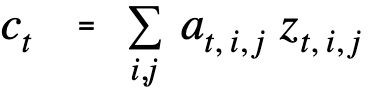 c_t = ∑_{i,j} a_{t, i, j} z_{t, i, j}